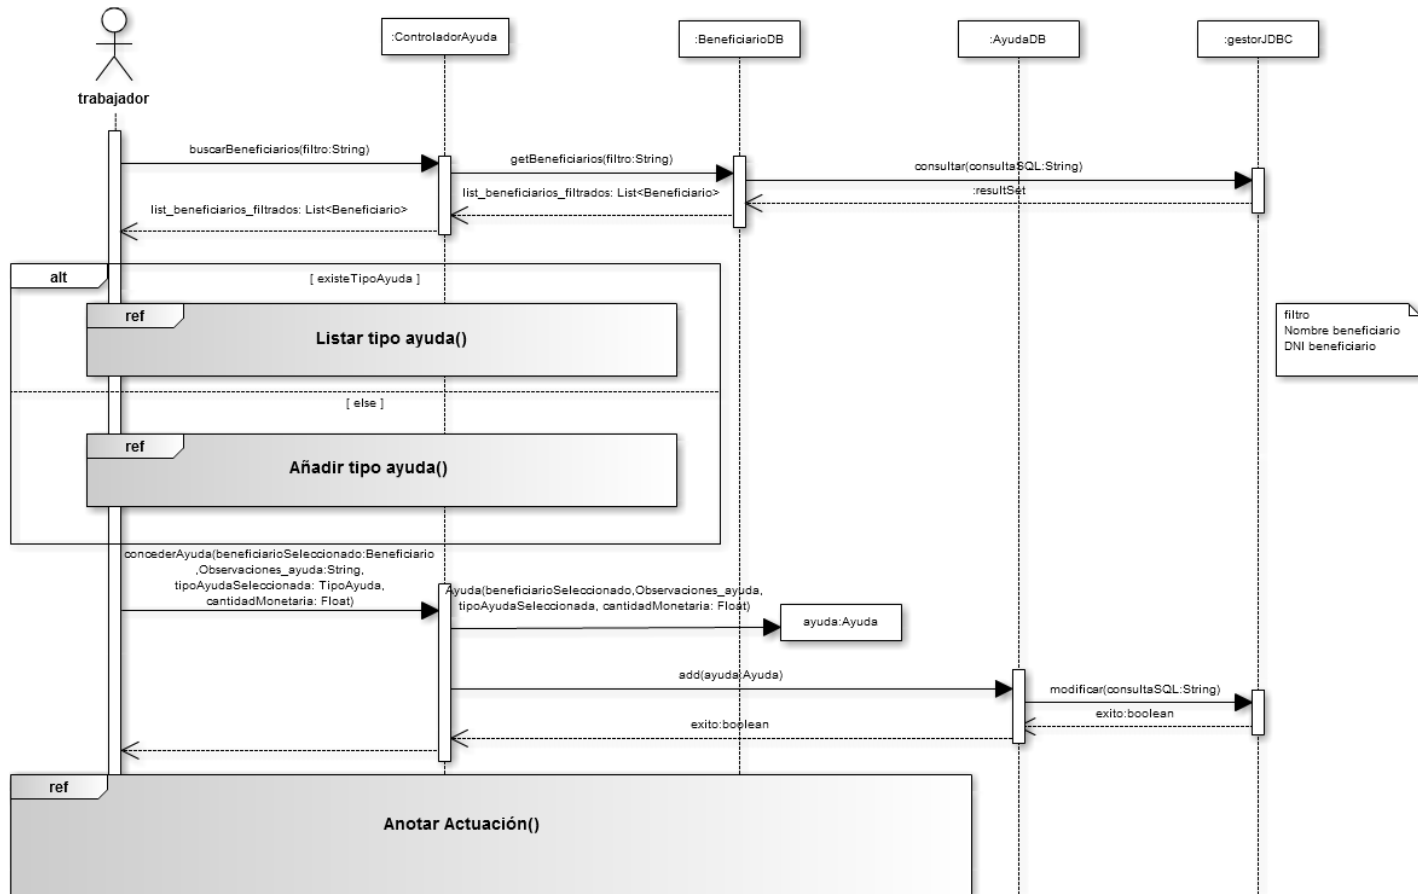 :ControladorAyuda
:BeneficiarioDB
:AyudaDB
:gestorJDBC
trabajador
buscarBeneficiarios(filtro:String)
getBeneficiarios(filtro:String)
consultar(consultaSQL:String)
:resultSet
list_beneficiarios_filtrados: List<Beneficiario>
list_beneficiarios_filtrados: List<Beneficiario>
alt
[ existeTipoAyuda ]
ref
Listar tipo ayuda()
filtro
Nombre beneficiario
DNI beneficiario
[ else ]
ref
Añadir tipo ayuda()
concederAyuda(beneficiarioSeleccionado:Beneficiario
,Observaciones_ayuda:String,
tipoAyudaSeleccionada: TipoAyuda,
cantidadMonetaria: Float)
Ayuda(beneficiarioSeleccionado,Observaciones_ayuda,
tipoAyudaSeleccionada, cantidadMonetaria: Float)
ayuda:Ayuda
add(ayuda:Ayuda)
modificar(consultaSQL:String)
exito:boolean
exito:boolean
ref
Anotar Actuación()